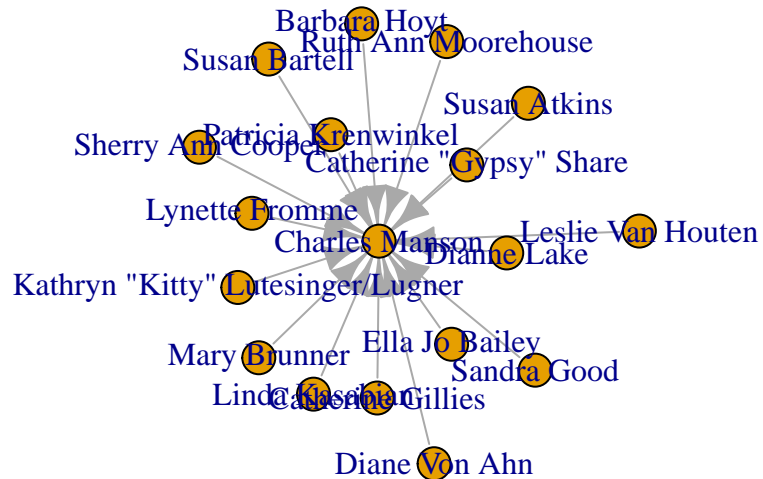 Barbara Hoyt
Ruth Ann Moorehouse
Susan Bartell
Susan Atkins
Patricia Krenwinkel
Sherry Ann Cooper
Catherine "Gypsy" Share
Lynette Fromme
Leslie Van Houten
Charles Manson
Dianne Lake
Kathryn "Kitty" Lutesinger/Lugner
Ella Jo Bailey
Mary Brunner
Sandra Good
Linda Kasabian
Catherine Gillies
Diane Von Ahn